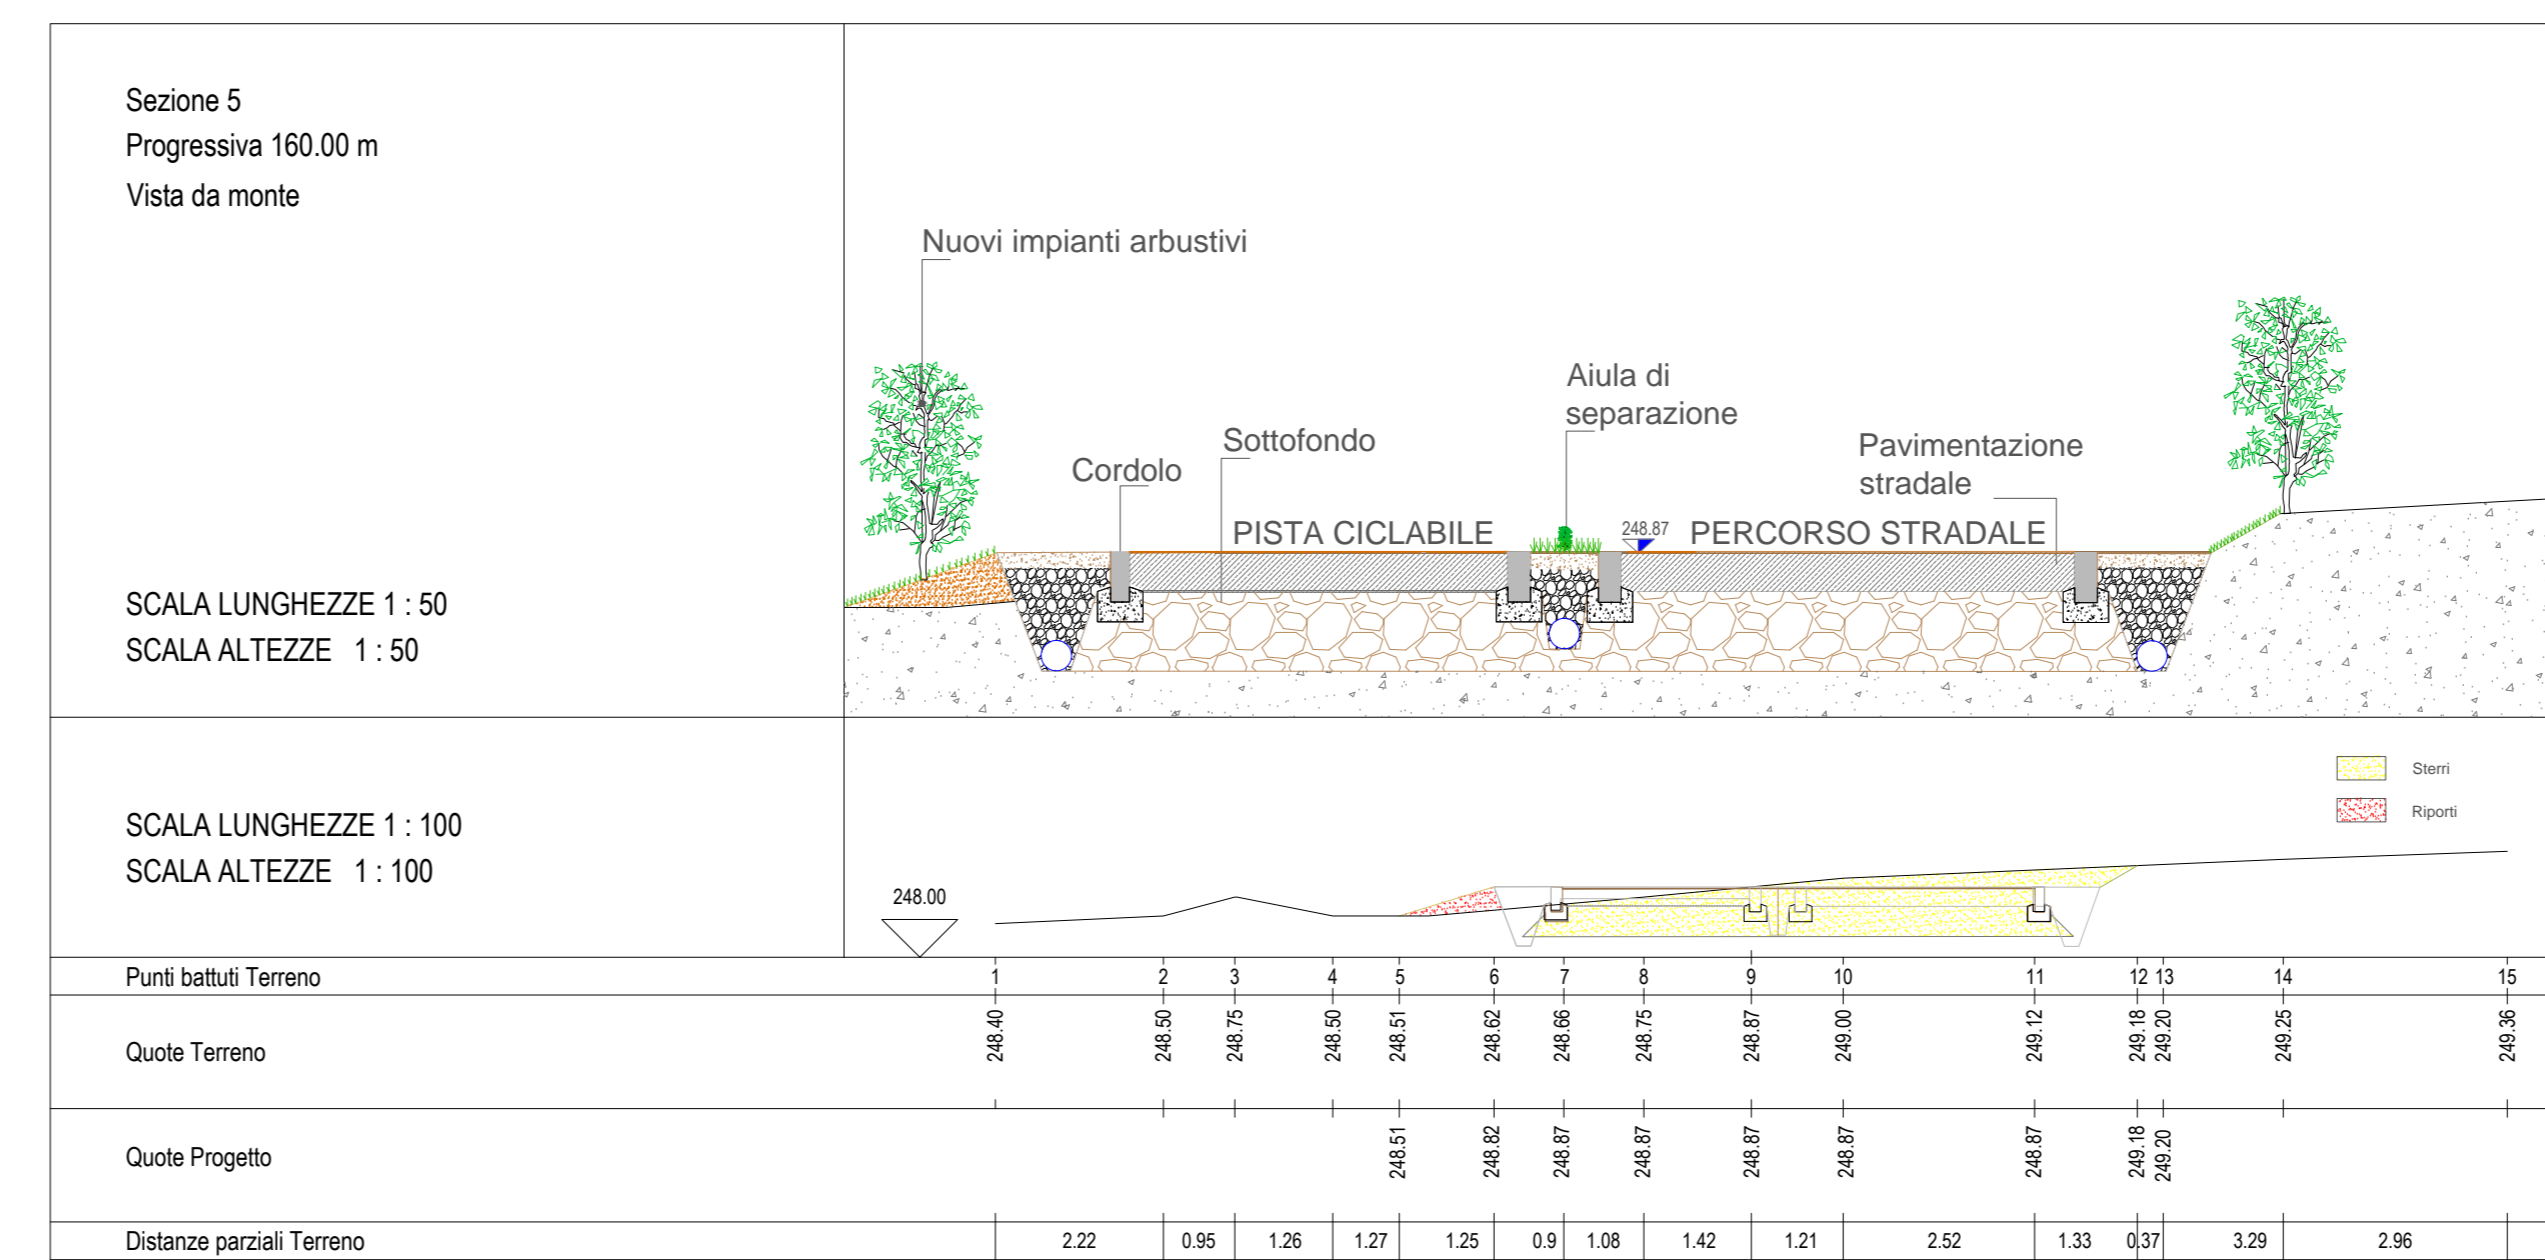 Sezione 5
Progressiva 160.00 m
Vista da monte
Nuovi impianti arbustivi
Aiula di
separazione
Sottofondo
Cordolo
Pavimentazione
stradale
PISTA CICLABILE
248.87
PERCORSO STRADALE
SCALA LUNGHEZZE 1 : 50
SCALA ALTEZZE 1 : 50
Sterri
Riporti
SCALA LUNGHEZZE 1 : 100
SCALA ALTEZZE 1 : 100
248.00
Punti battuti Terreno 1 2 3 4 5 6 7 8 9 10 11 12 13 14 15
Quote Terreno 248.40 248.50 248.75 248.50 248.51 248.62 248.66 248.75 248.87 249.00 249.12 249.18 249.20 249.25 249.36
Quote Progetto 248.51 248.82 248.87 248.87 248.87 248.87 248.87 249.18 249.20
Distanze parziali Terreno 2.22 0.95 1.26 1.27 1.25 0.9 1.08 1.42 1.21 2.52 1.33 0.37 3.29 2.96